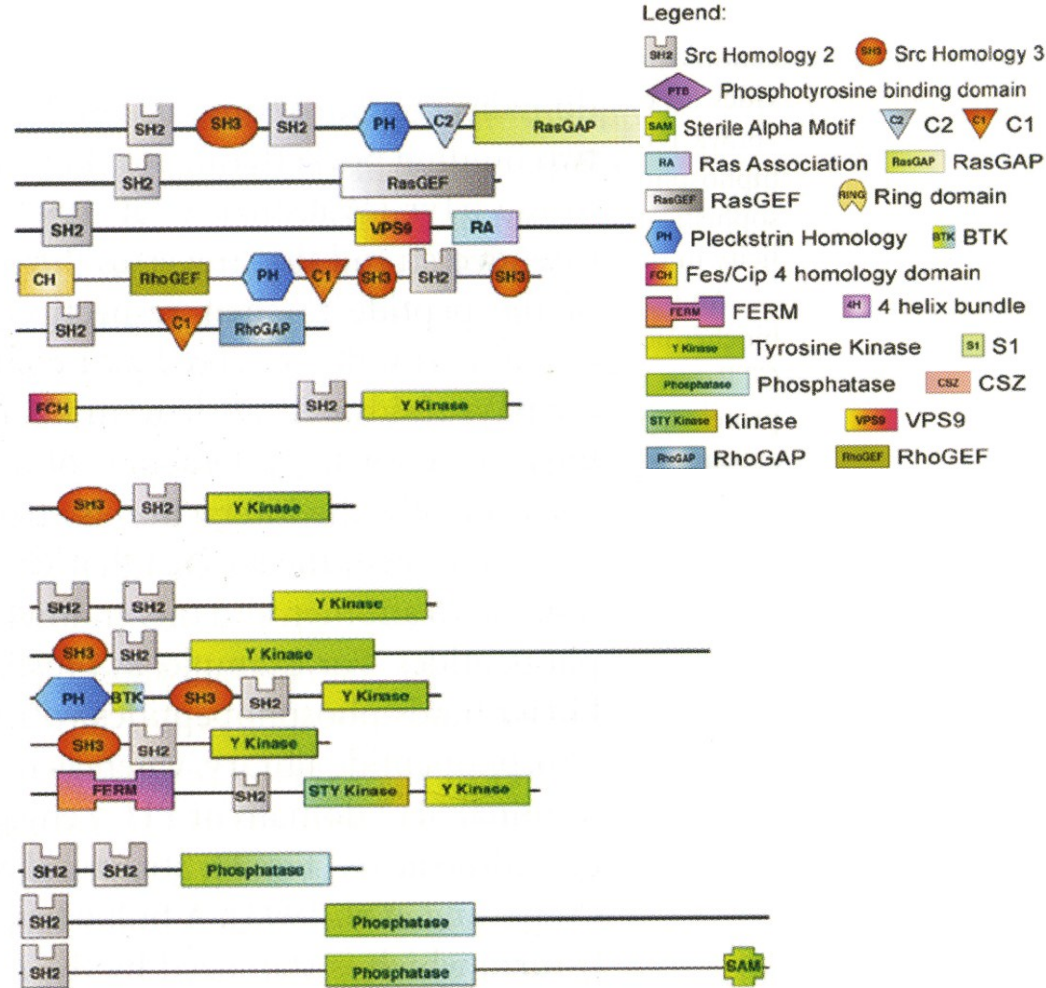 Legend:
SH2 Src Homology 2 SH3 Src Homology 3
PTB Phosphotyrosine binding domain
SAM Sterile Alpha Motif C2 C2 C1 C1
RA Ras Association RasGAP RasGAP
RasGEF RasGEF RING Ring domain
PH Pleckstrin Homology BTK BTK
FCH Fes/Cip 4 homology domain
FERM FERM 4H 4 helix bundle
Y Kinase Tyrosine Kinase S1 S1
Phosphatase Phosphatase CSZ CSZ
STY Kinase Kinase VPS9 VPS9
RhoGAP RhoGAP RhoGEF RhoGEF
SH2 SH3 SH2 PH C2 RasGAP
SH2 RasGEF
SH2 VPS9 RA
CH RhoGEF PH C1 SH3 SH2 SH3
SH2 C1 RhoGAP
FCH SH2 Y Kinase
SH3 SH2 Y Kinase
SH2 SH2 Y Kinase
SH3 SH2 Y Kinase
PH BTK SH3 SH2 Y Kinase
SH3 SH2 Y Kinase
FERM SH2 STY Kinase Y Kinase
SH2 SH2 Phosphatase
SH2 Phosphatase
SH2 Phosphatase SAM